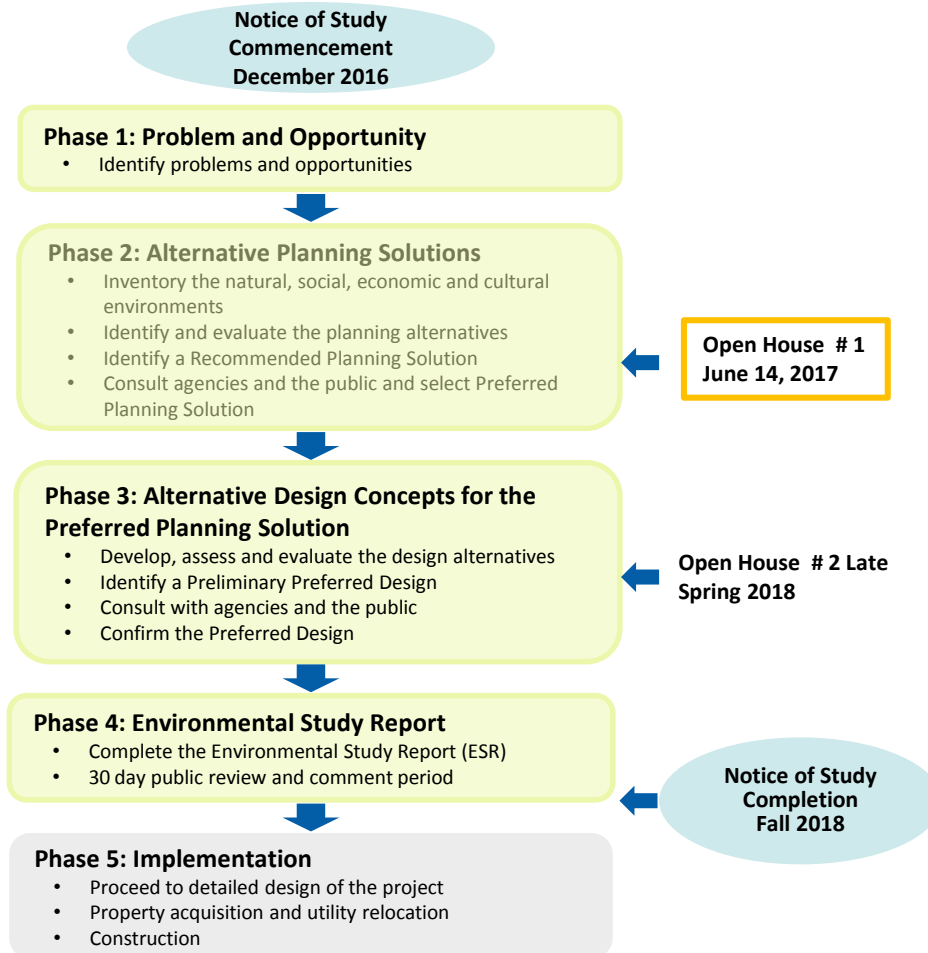 Notice of Study
Commencement
December 2016
Phase 1: Problem and Opportunity
• Identify problems and opportunities
Phase 2: Alternative Planning Solutions
• Inventory the natural, social, economic and cultural
environments
• Identify and evaluate the planning alternatives
• Identify a Recommended Planning Solution
• Consult agencies and the public and select Preferred
Planning Solution
Open House # 1
June 14, 2017
Phase 3: Alternative Design Concepts for the
Preferred Planning Solution
• Develop, assess and evaluate the design alternatives
• Identify a Preliminary Preferred Design
• Consult with agencies and the public
• Confirm the Preferred Design
Open House # 2 Late
Spring 2018
Phase 4: Environmental Study Report
• Complete the Environmental Study Report (ESR)
• 30 day public review and comment period
Notice of Study
Completion
Fall 2018
Phase 5: Implementation
• Proceed to detailed design of the project
• Property acquisition and utility relocation
• Construction